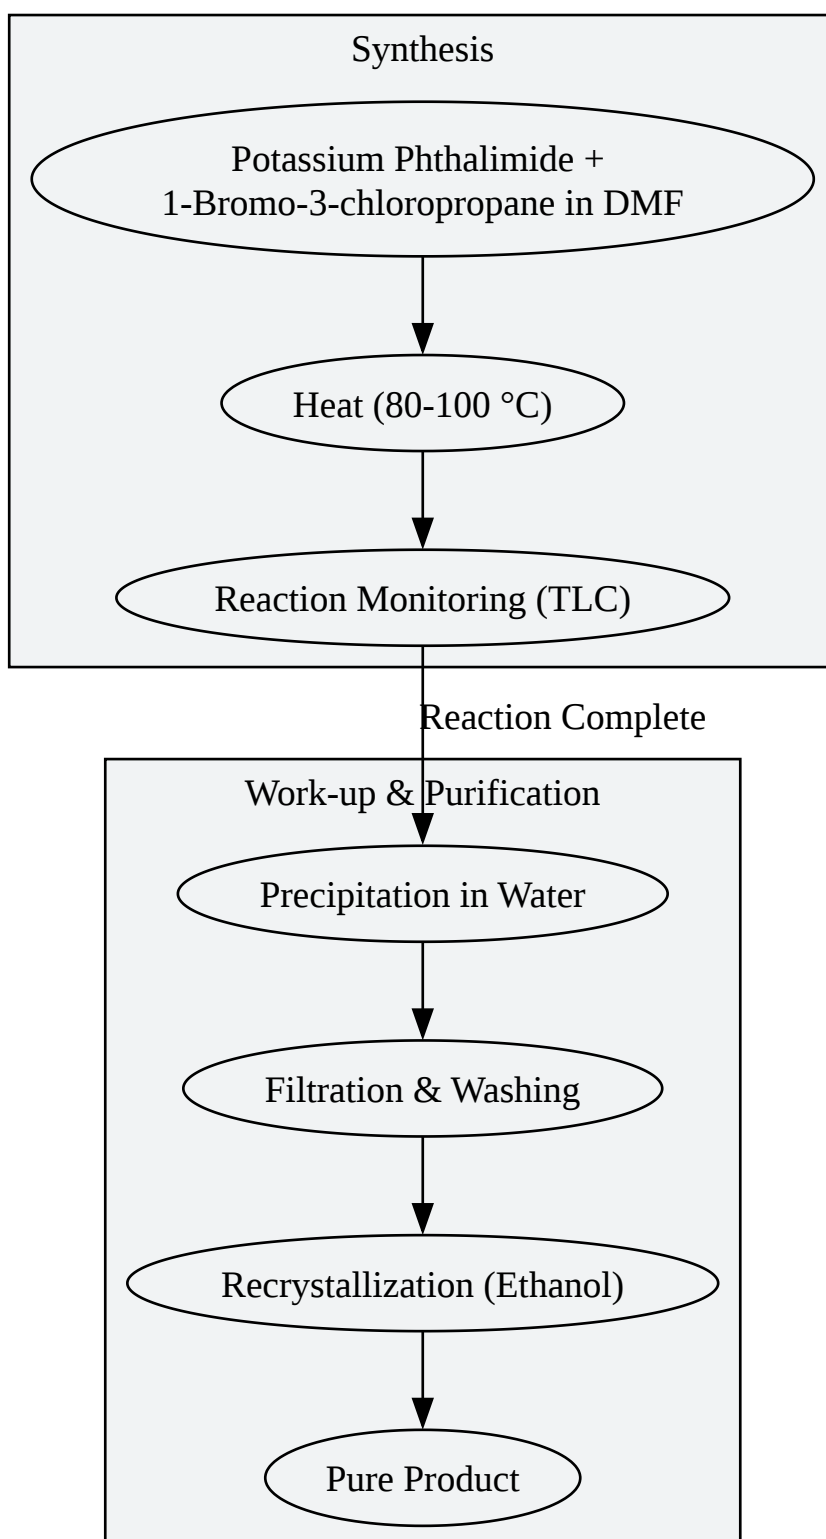 Synthesis
Potassium Phthalimide +
1-Bromo-3-chloropropane in DMF
Heat (80-100 °C)
Reaction Monitoring (TLC)
Reaction Complete
Work-up & Purification
Precipitation in Water
Filtration & Washing
Recrystallization (Ethanol)
Pure Product